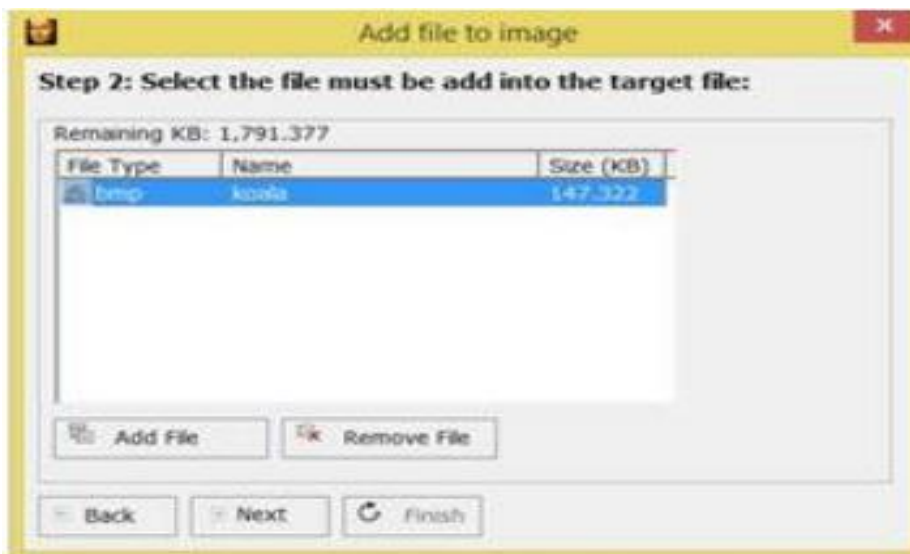 Add file to image
Step 2: Select the file must be add into the target file:
Remaining KB: 1,791.377
File Type Name Size (KB)
bmp koala 147.322
Add File Remove File
Back Next Finish